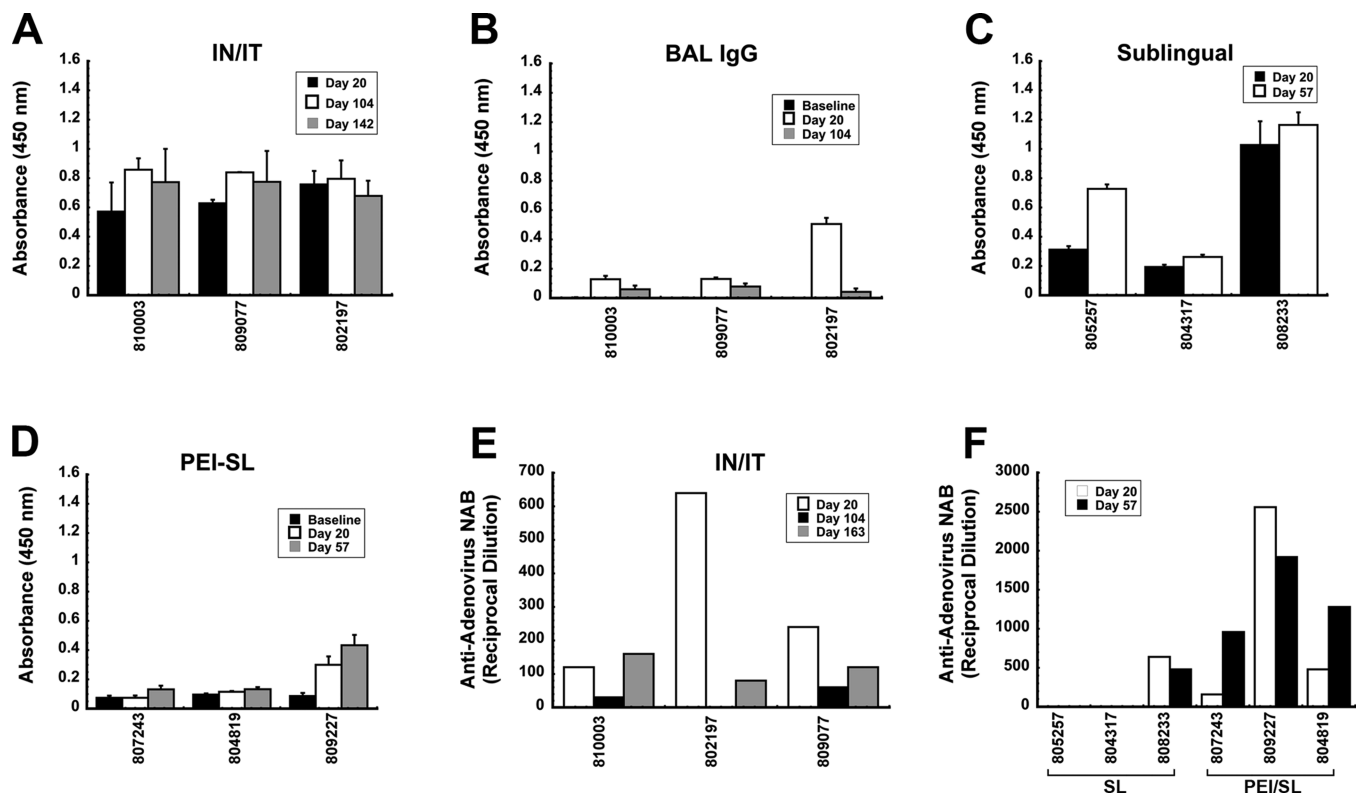 A
IN/IT
Absorbance (450 nm)
1.6
1.4
1.2
1
0.8
0.6
0.4
0.2
0
Day 20
Day 104
Day 142
810003
809077
802197
B
BAL IgG
Absorbance (450 nm)
1.6
1.4
1.2
1
0.8
0.6
0.4
0.2
0
Baseline
Day 20
Day 104
810003
809077
802197
C
Sublingual
Absorbance (450 nm)
1.6
1.4
1.2
1
0.8
0.6
0.4
0.2
0
Day 20
Day 57
805257
804317
808233
D
PEI-SL
Absorbance (450 nm)
1.6
1.4
1.2
1
0.8
0.6
0.4
0.2
0
Baseline
Day 20
Day 57
807243
804819
809227
E
IN/IT
Anti-Adenovirus NAB
(Reciprocal Dilution)
700
600
500
400
300
200
100
0
Day 20
Day 104
Day 163
810003
802197
809077
F
Anti-Adenovirus NAB
(Reciprocal Dilution)
3000
2500
2000
1500
1000
500
0
Day 20
Day 57
805257
804317
808233
807243
809227
804819
SL
PEI/SL